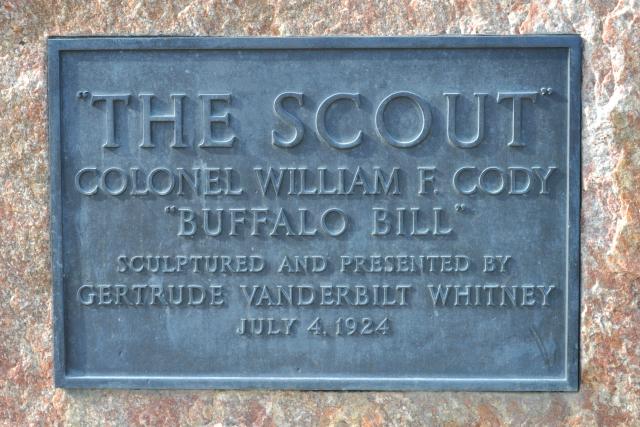 "THE SCOUT"
COLONEL WILLIAM F. CODY
"BUFFALO BILL"
SCULPTURED AND PRESENTED BY
GERTRUDE VANDERBILT WHITNEY
JULY 4, 1924